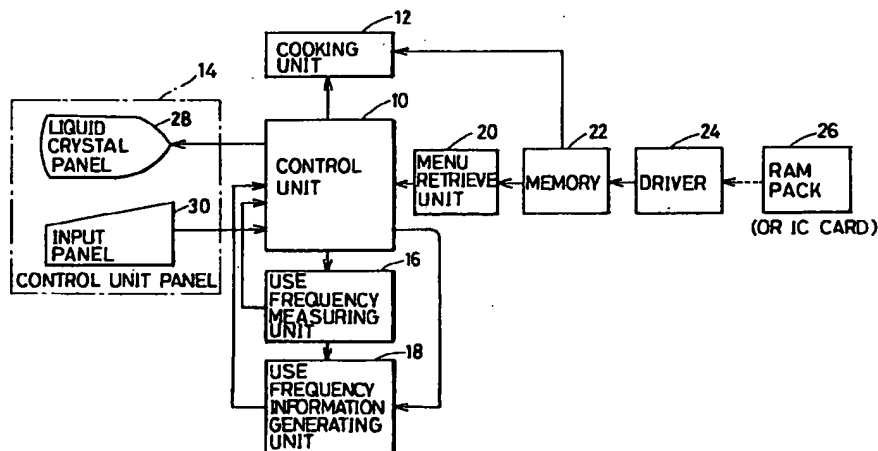 12
COOKING
UNIT
14
28
LIQUID
CRYSTAL
PANEL
10
CONTROL
UNIT
20
MENU
RETRIEVE
UNIT
22
MEMORY
24
DRIVER
26
RAM
PACK
(OR IC CARD)
30
INPUT
PANEL
CONTROL UNIT PANEL
16
USE
FREQUENCY
MEASURING
UNIT
18
USE
FREQUENCY
INFORMATION
GENERATING
UNIT